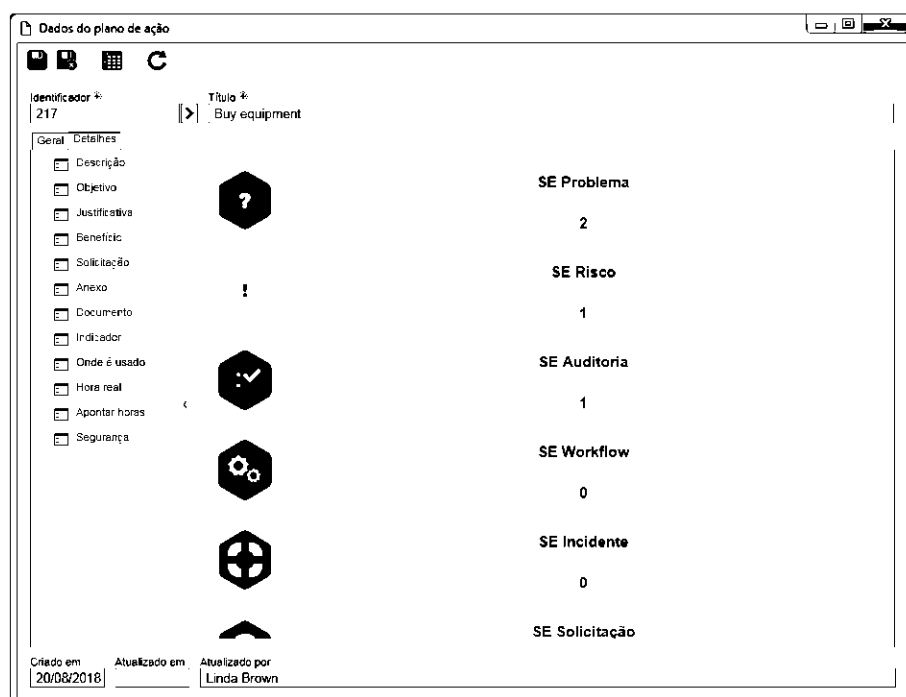 Dados do plano de ação
Identificador *
Título *
217
Buy equipment
Geral
Detalhes
Descrição
Objetivo
Justificativa
Benefício
Solicitação
Anexo
Documento
Indicador
Onde é usado
Hora real
Apontar horas
Segurança
SE Problema
2
SE Risco
1
SE Auditoria
1
SE Workflow
0
SE Incidente
0
SE Solicitação
Criado em
Atualizado em
Atualizado por
20/08/2018
Linda Brown